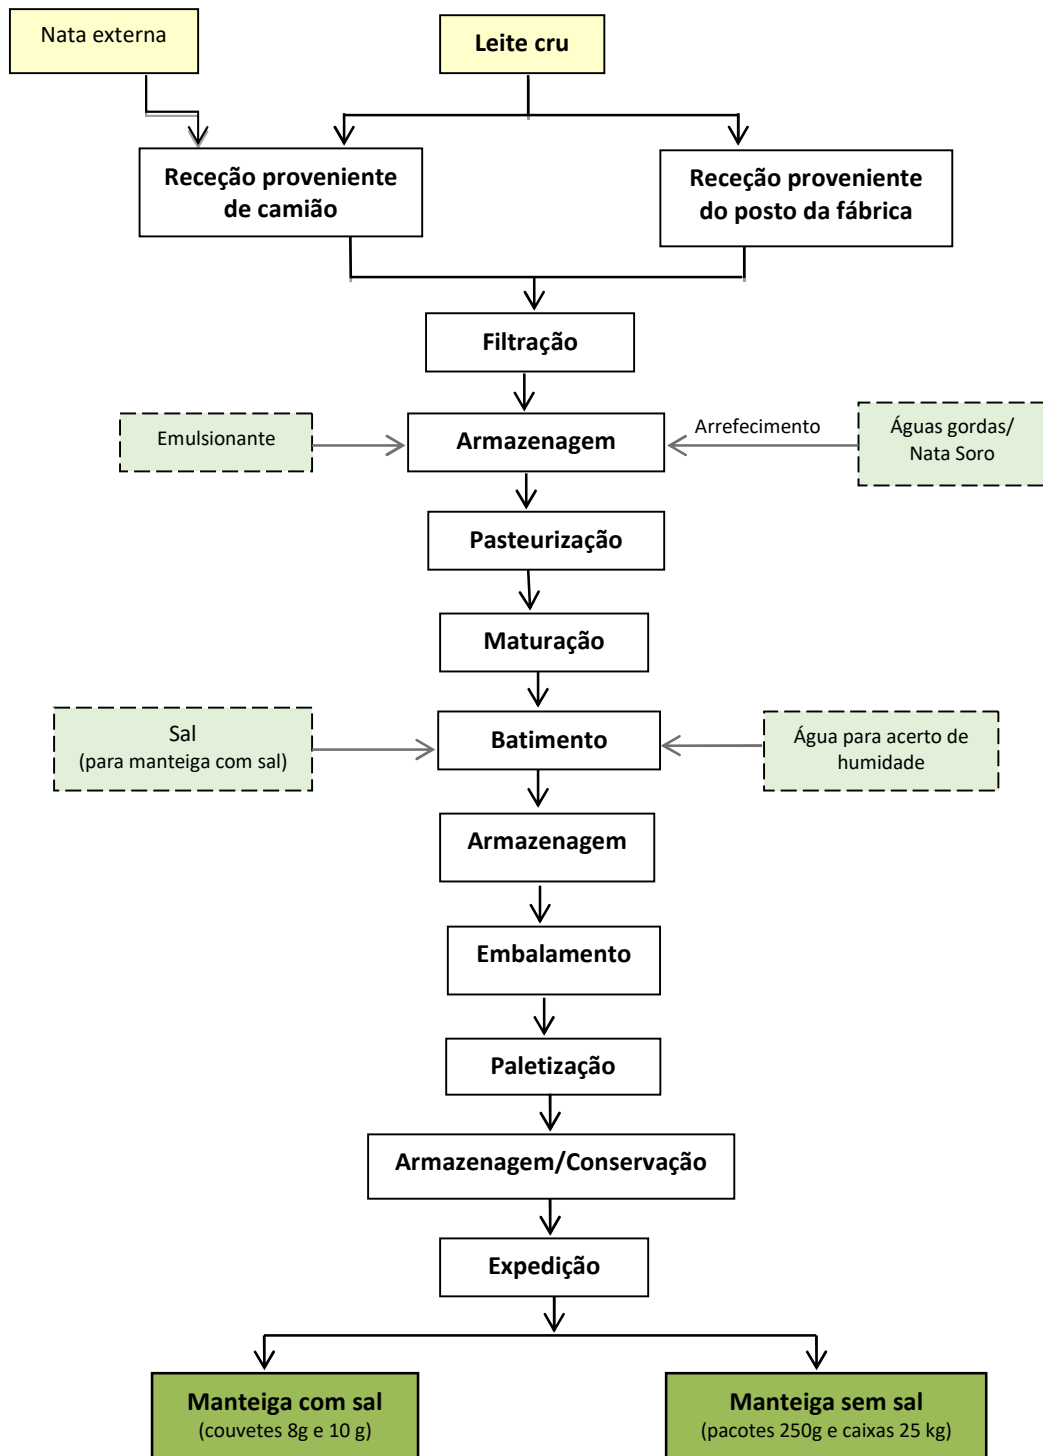 Nata externa
Leite cru
Receção proveniente
de camião
Receção proveniente
do posto da fábrica
Filtração
Emulsionante
Armazenagem
Arrefecimento
Águas gordas/
Nata Soro
Pasteurização
Maturação
Sal
(para manteiga com sal)
Batimento
Água para acerto de
humidade
Armazenagem
Embalamento
Paletização
Armazenagem/Conservação
Expedição
Manteiga com sal
(couvetes 8g e 10 g)
Manteiga sem sal
(pacotes 250g e caixas 25 kg)